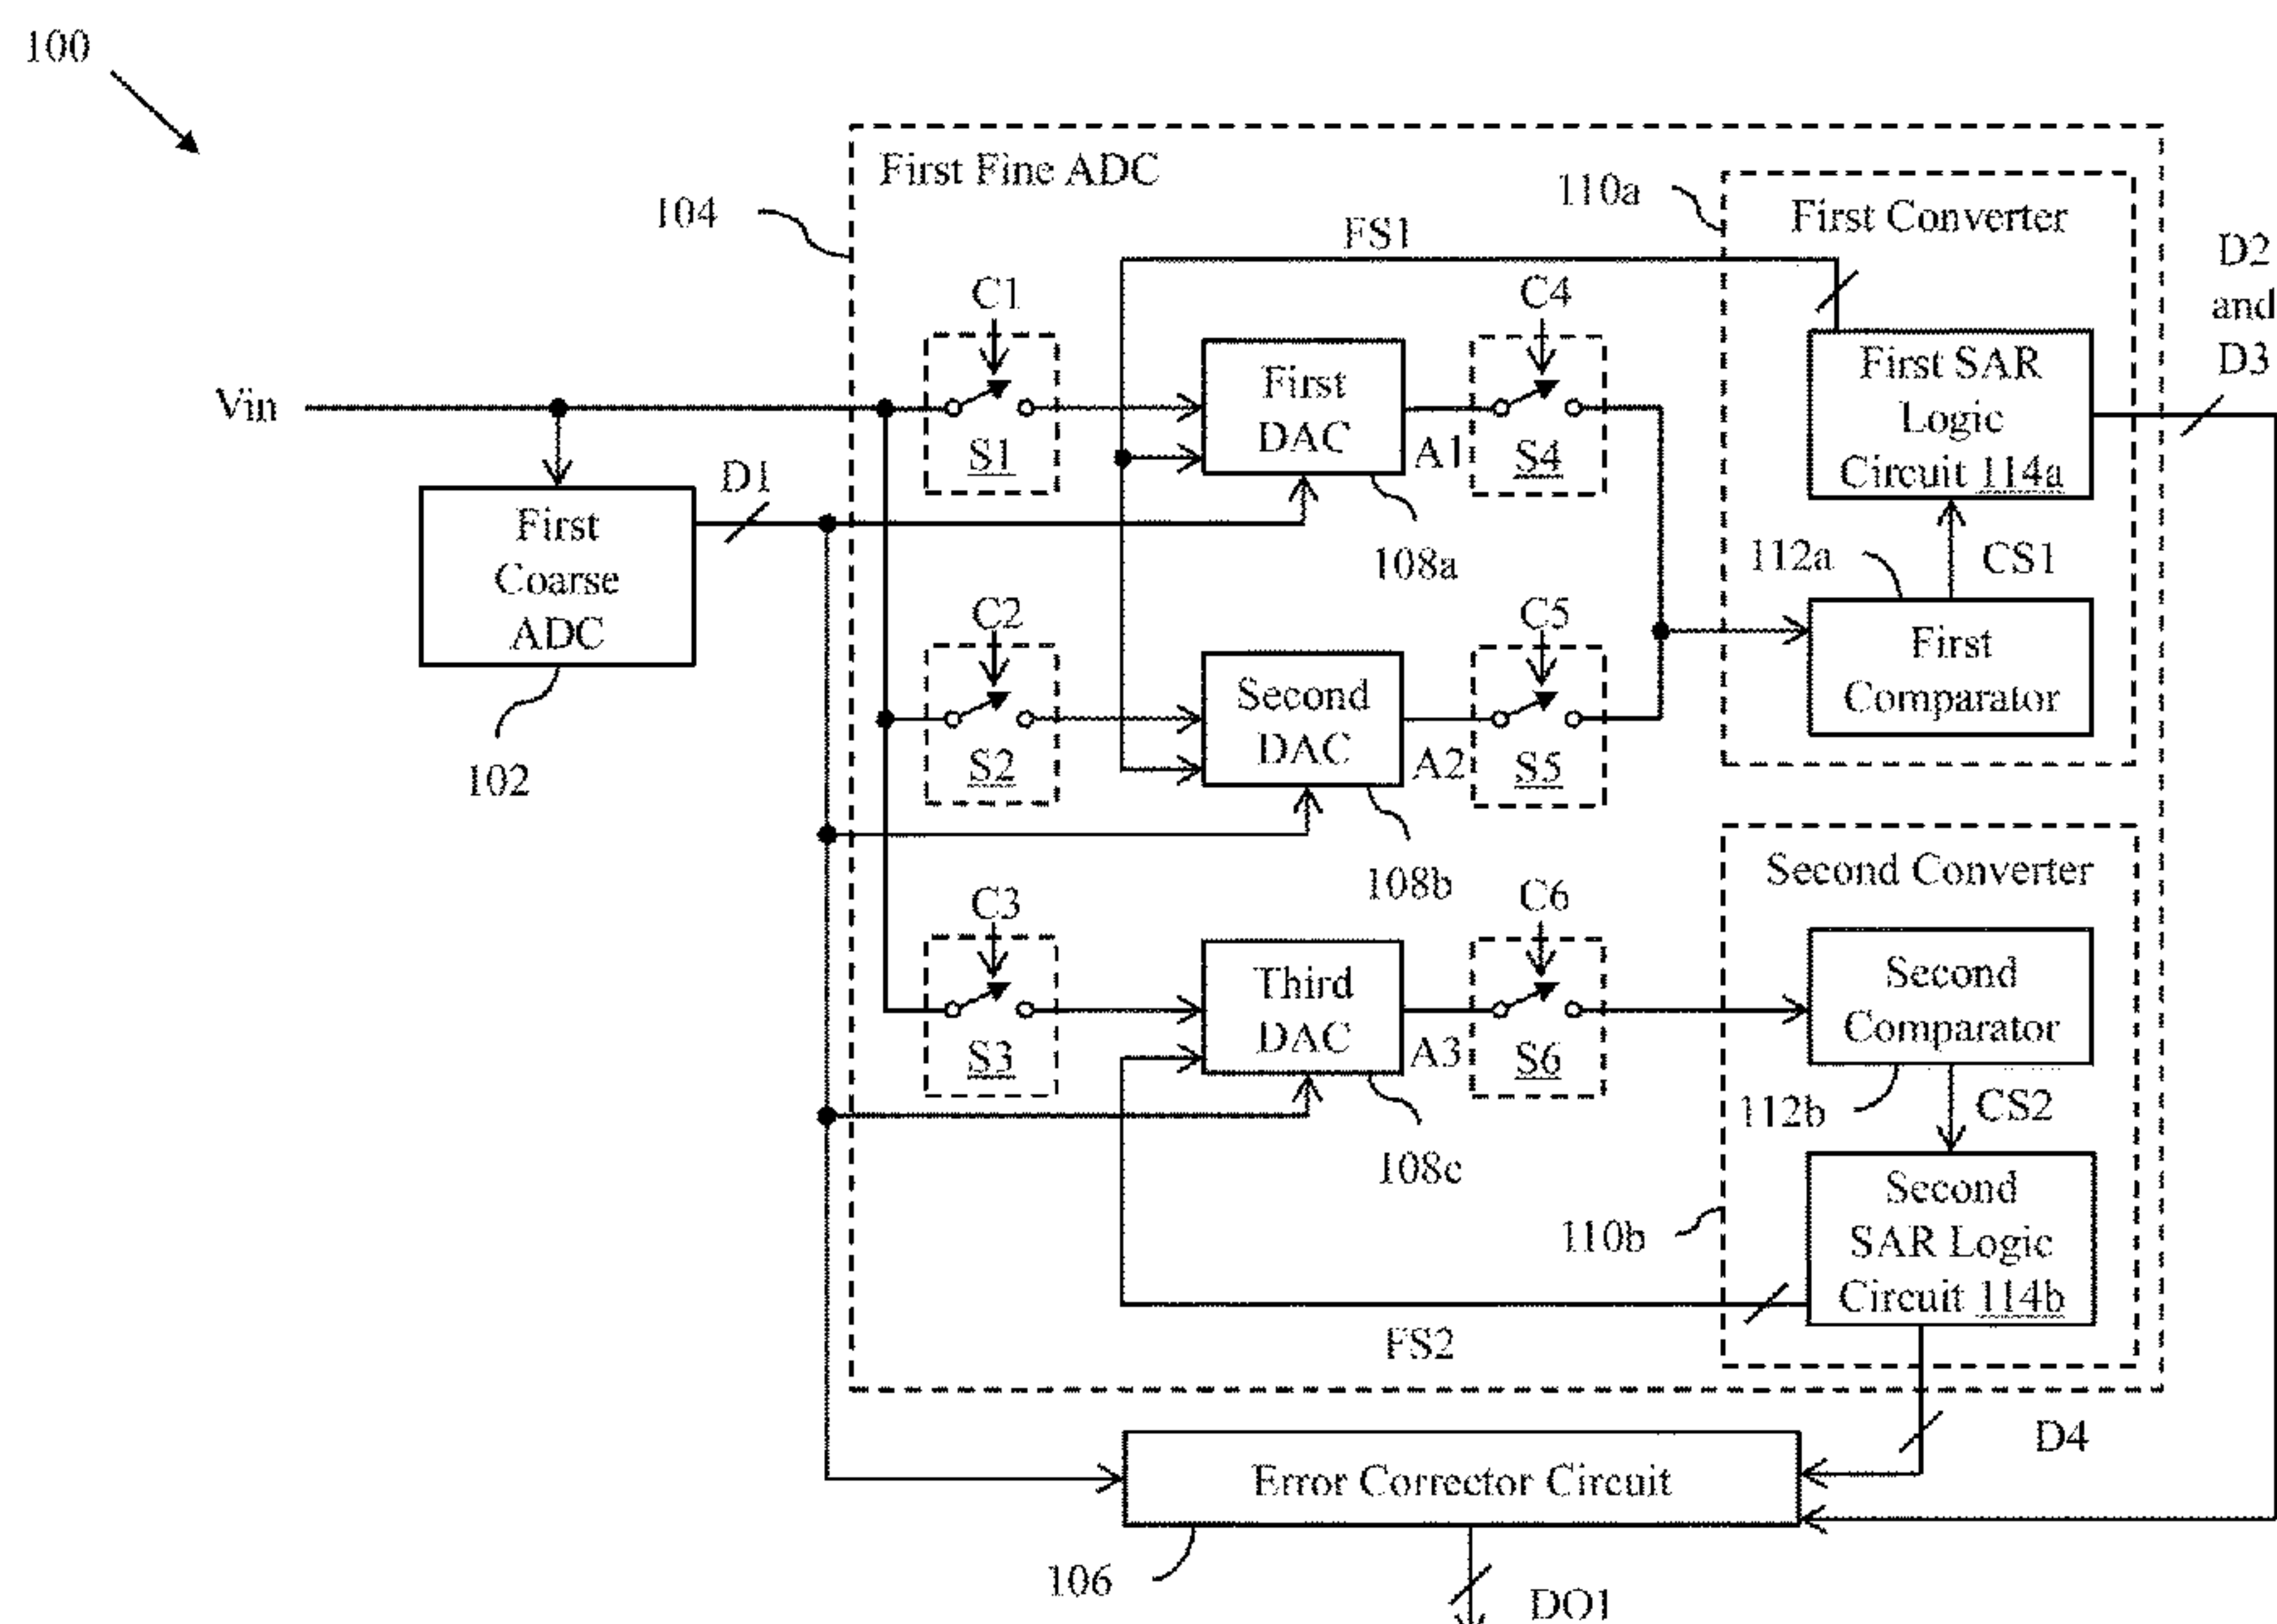 100
First Fine ADC
104
110a
First Converter
FS1
D2
and
D3
C1
C4
First
DAC
First SAR
Logic
Circuit 114a
Vin
S1
A1
S4
D1
First
Coarse
ADC
108a
112a
CS1
C2
C5
First
Comparator
Second
DAC
S2
A2
S5
102
108b
Second Converter
C3
C6
Third
DAC
Second
Comparator
S3
A3
S6
112b
CS2
108c
Second
SAR Logic
Circuit 114b
110b
FS2
D4
Error Corrector Circuit
106
DO1